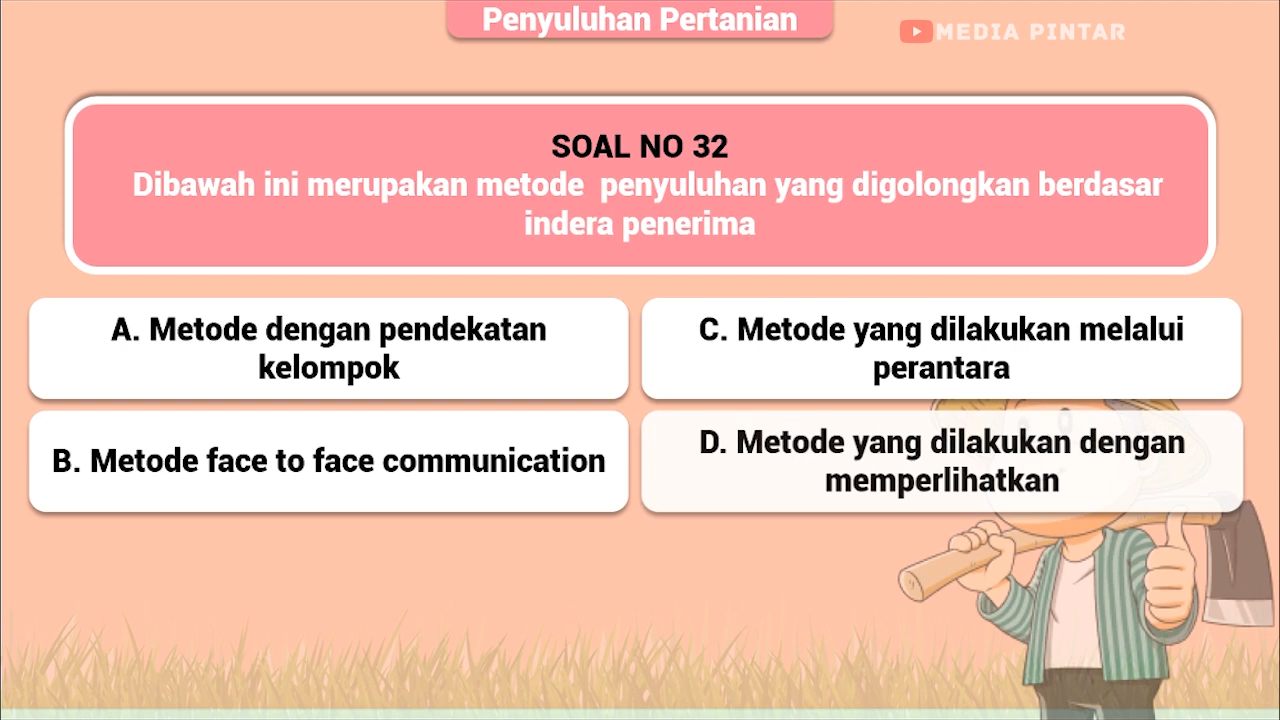 Penyuluhan Pertanian
MEDIA PINTAR
SOAL NO 32
Dibawah ini merupakan metode penyuluhan yang digolongkan berdasar
indera penerima
A. Metode dengan pendekatan
kelompok
B. Metode face to face communication
C. Metode yang dilakukan melalui
perantara
D. Metode yang dilakukan dengan
memperlihatkan